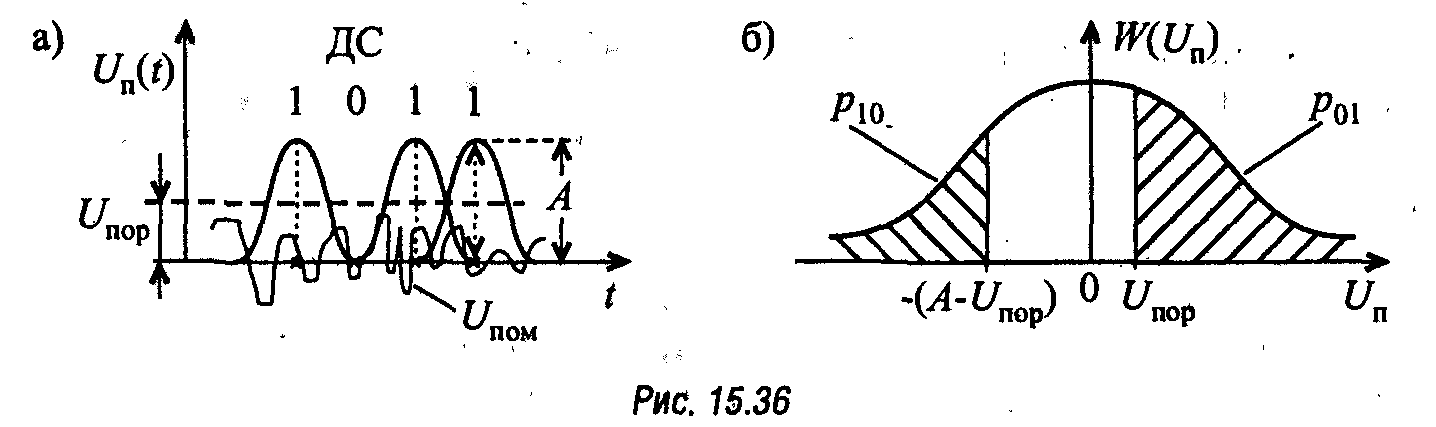 а)
ДС
Uп(t)
1 0 1 1
A
Uпор
t
Uпом
б)
W(Uп)
p10
p01
-(A-Uпор)
0
Uпор
Uп
Рис. 15.36